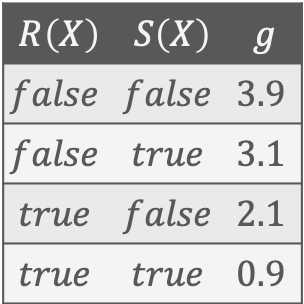 R(X) S(X) g
false false 3.9
false true 3.1
true false 2.1
true true 0.9